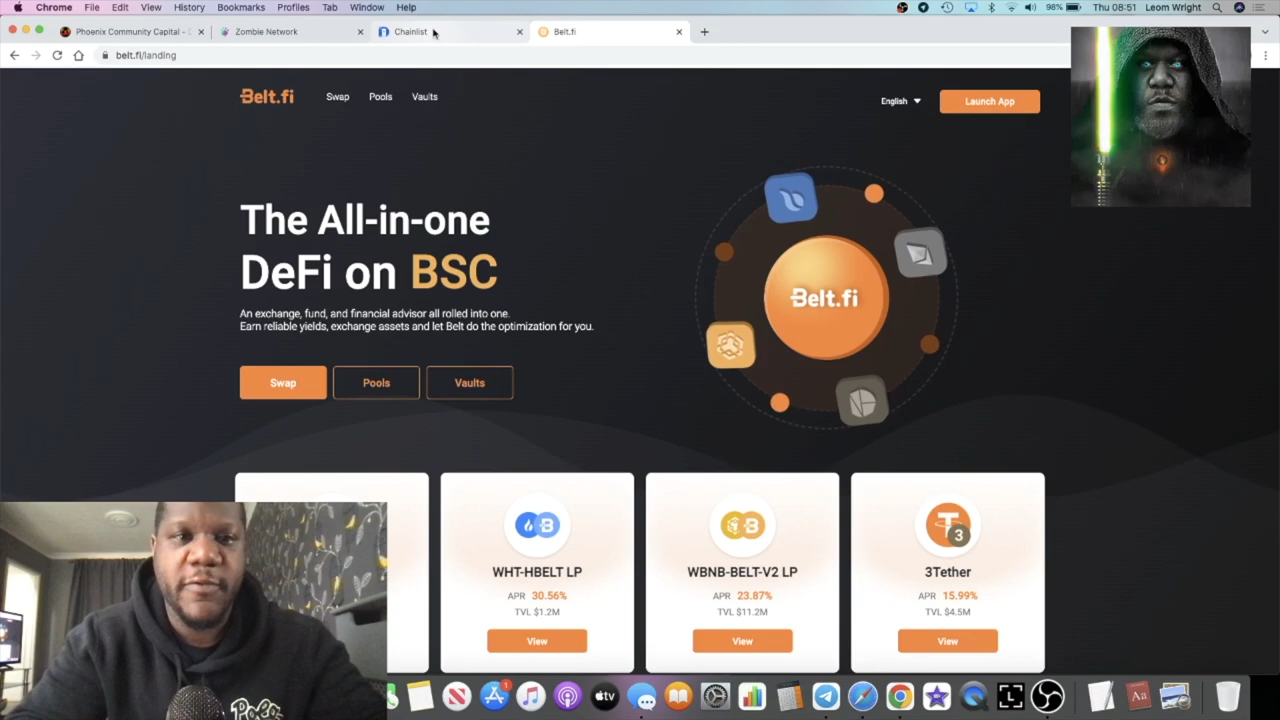 Chrome File Edit View History Bookmarks Profiles Tab Window Help
98% Thu 08:51 Leom Wright
Phoenix Community Capital -
Zombie Network
Chainlist
Belt.fi
belt.fi/landing
Belt.fi
Swap Pools Vaults
English
Launch App
The All-in-one
DeFi on BSC
An exchange, fund, and financial advisor all rolled into one.
Earn reliable yields, exchange assets and let Belt do the optimization for you.
Swap Pools Vaults
Belt.fi
WHT-HBELT LP
APR 30.56%
TVL $1.2M
View
WBNB-BELT-V2 LP
APR 23.87%
TVL $11.2M
View
3
3Tether
APR 15.99%
TVL $4.5M
View
tv
1
Aa